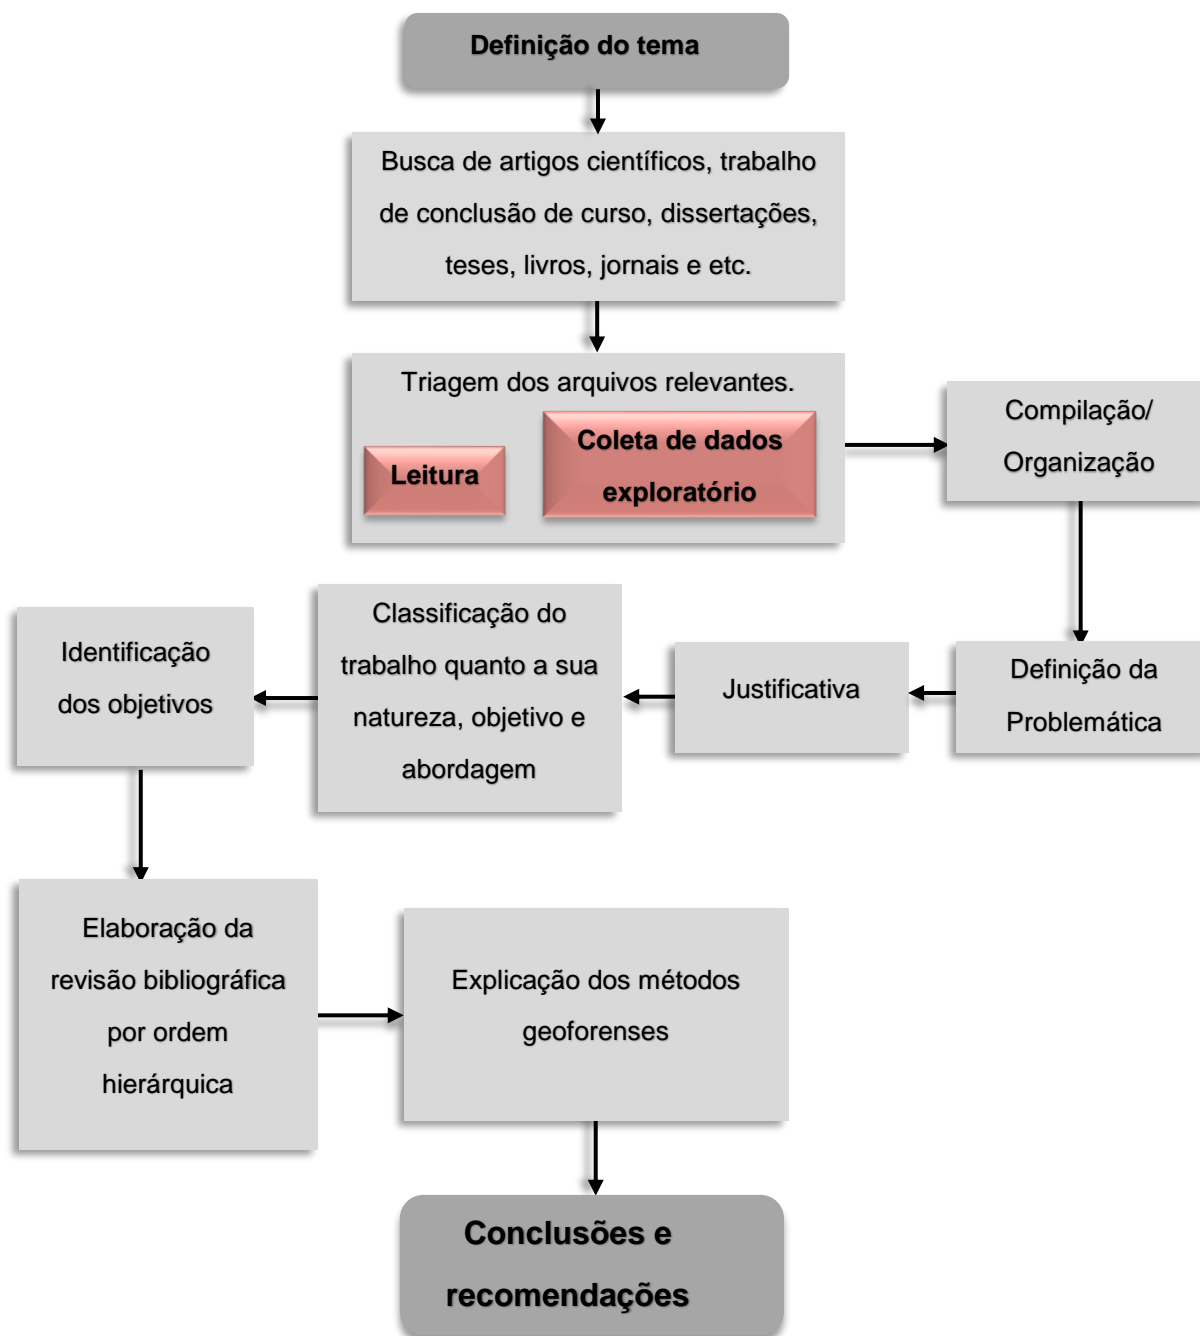 Definição do tema
Busca de artigos científicos, trabalho
de conclusão de curso, dissertações,
teses, livros, jornais e etc.
Triagem dos arquivos relevantes.
Leitura
Coleta de dados
exploratório
Compilação/
Organização
Definição da
Problemática
Justificativa
Classificação do
trabalho quanto a sua
natureza, objetivo e
abordagem
Identificação
dos objetivos
Elaboração da
revisão bibliográfica
por ordem
hierárquica
Explicação dos métodos
geoforenses
Conclusões e
recomendações